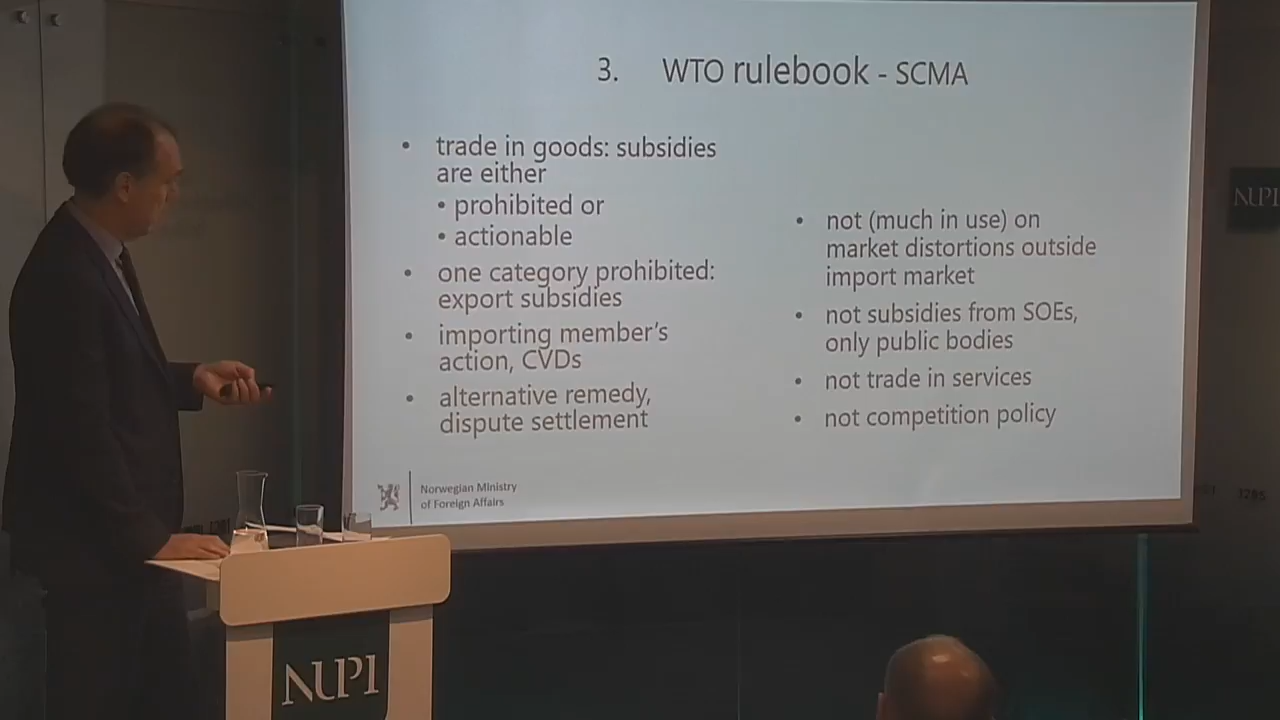 3. WTO rulebook - SCMA
• trade in goods: subsidies
are either
• prohibited or
• actionable
• one category prohibited:
export subsidies
• importing member's
action, CVDs
• alternative remedy,
dispute settlement
• not (much in use) on
market distortions outside
import market
• not subsidies from SOEs,
only public bodies
• not trade in services
• not competition policy
Norwegian Ministry
of Foreign Affairs
NUPI
NUPI